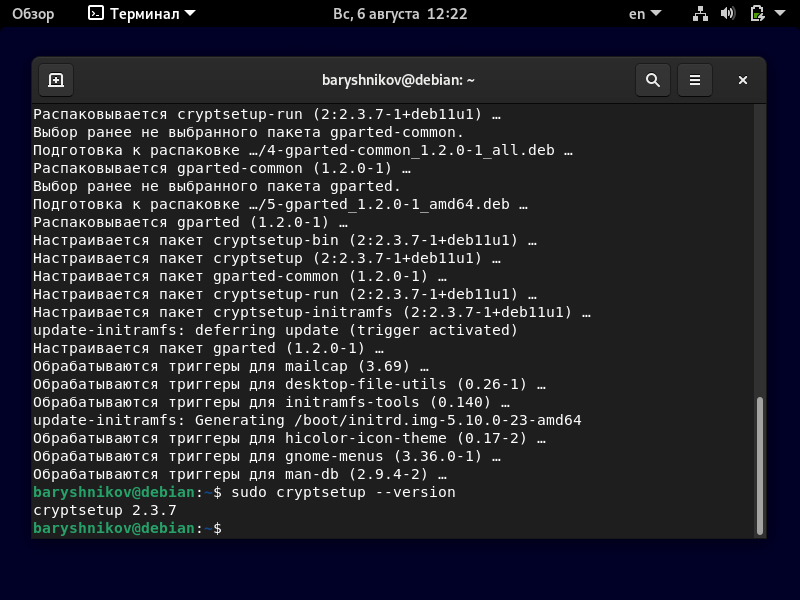 Обзор Терминал Вс, 6 августа 12:22 en
baryshnikov@debian: ~
Распаковывается cryptsetup-run (2:2.3.7-1+deb11u1) …
Выбор ранее не выбранного пакета gparted-common.
Подготовка к распаковке …/4-gparted-common_1.2.0-1_all.deb …
Распаковывается gparted-common (1.2.0-1) …
Выбор ранее не выбранного пакета gparted.
Подготовка к распаковке …/5-gparted_1.2.0-1_amd64.deb …
Распаковывается gparted (1.2.0-1) …
Настраивается пакет cryptsetup-bin (2:2.3.7-1+deb11u1) …
Настраивается пакет cryptsetup (2:2.3.7-1+deb11u1) …
Настраивается пакет gparted-common (1.2.0-1) …
Настраивается пакет cryptsetup-run (2:2.3.7-1+deb11u1) …
Настраивается пакет cryptsetup-initramfs (2:2.3.7-1+deb11u1) …
update-initramfs: deferring update (trigger activated)
Настраивается пакет gparted (1.2.0-1) …
Обрабатываются триггеры для mailcap (3.69) …
Обрабатываются триггеры для desktop-file-utils (0.26-1) …
Обрабатываются триггеры для initramfs-tools (0.140) …
update-initramfs: Generating /boot/initrd.img-5.10.0-23-amd64
Обрабатываются триггеры для hicolor-icon-theme (0.17-2) …
Обрабатываются триггеры для gnome-menus (3.36.0-1) …
Обрабатываются триггеры для man-db (2.9.4-2) …
baryshnikov@debian:~$ sudo cryptsetup --version
cryptsetup 2.3.7
baryshnikov@debian:~$